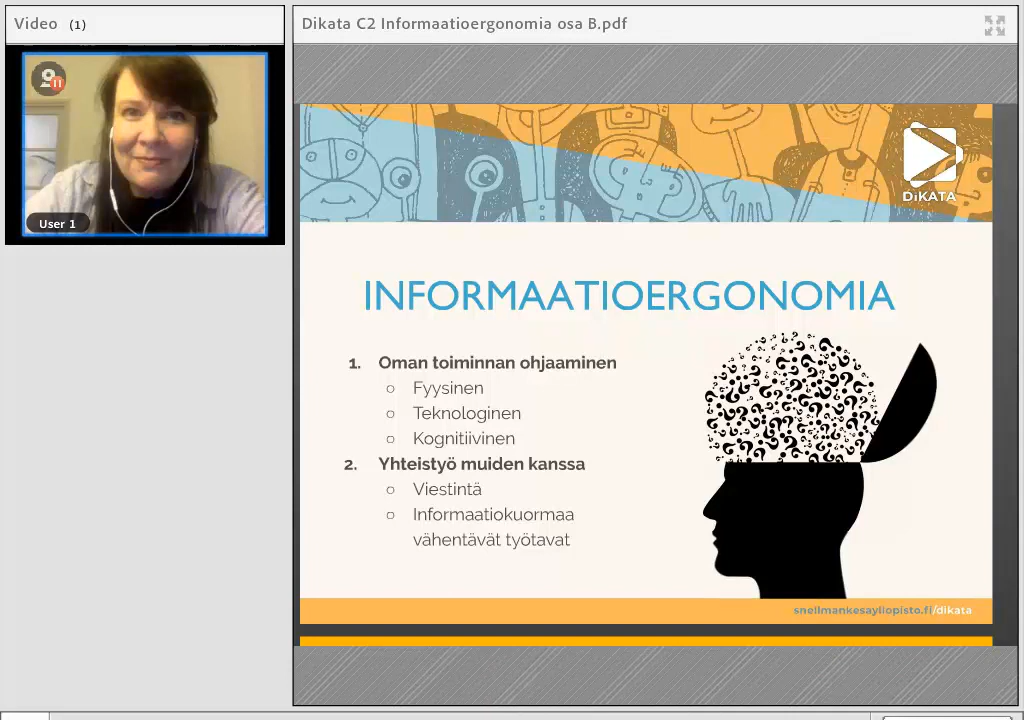 Video (1)
Dikata C2 Informaatioergonomia osa B.pdf
User 1
DiKATA
INFORMAATIOERGONOMIA
1. Oman toiminnan ohjaaminen
○ Fyysinen
○ Teknologinen
○ Kognitiivinen
2. Yhteistyö muiden kanssa
○ Viestintä
○ Informaatiokuormaa
vähentävät työtavat
snellmankesayliopisto.fi/dikata